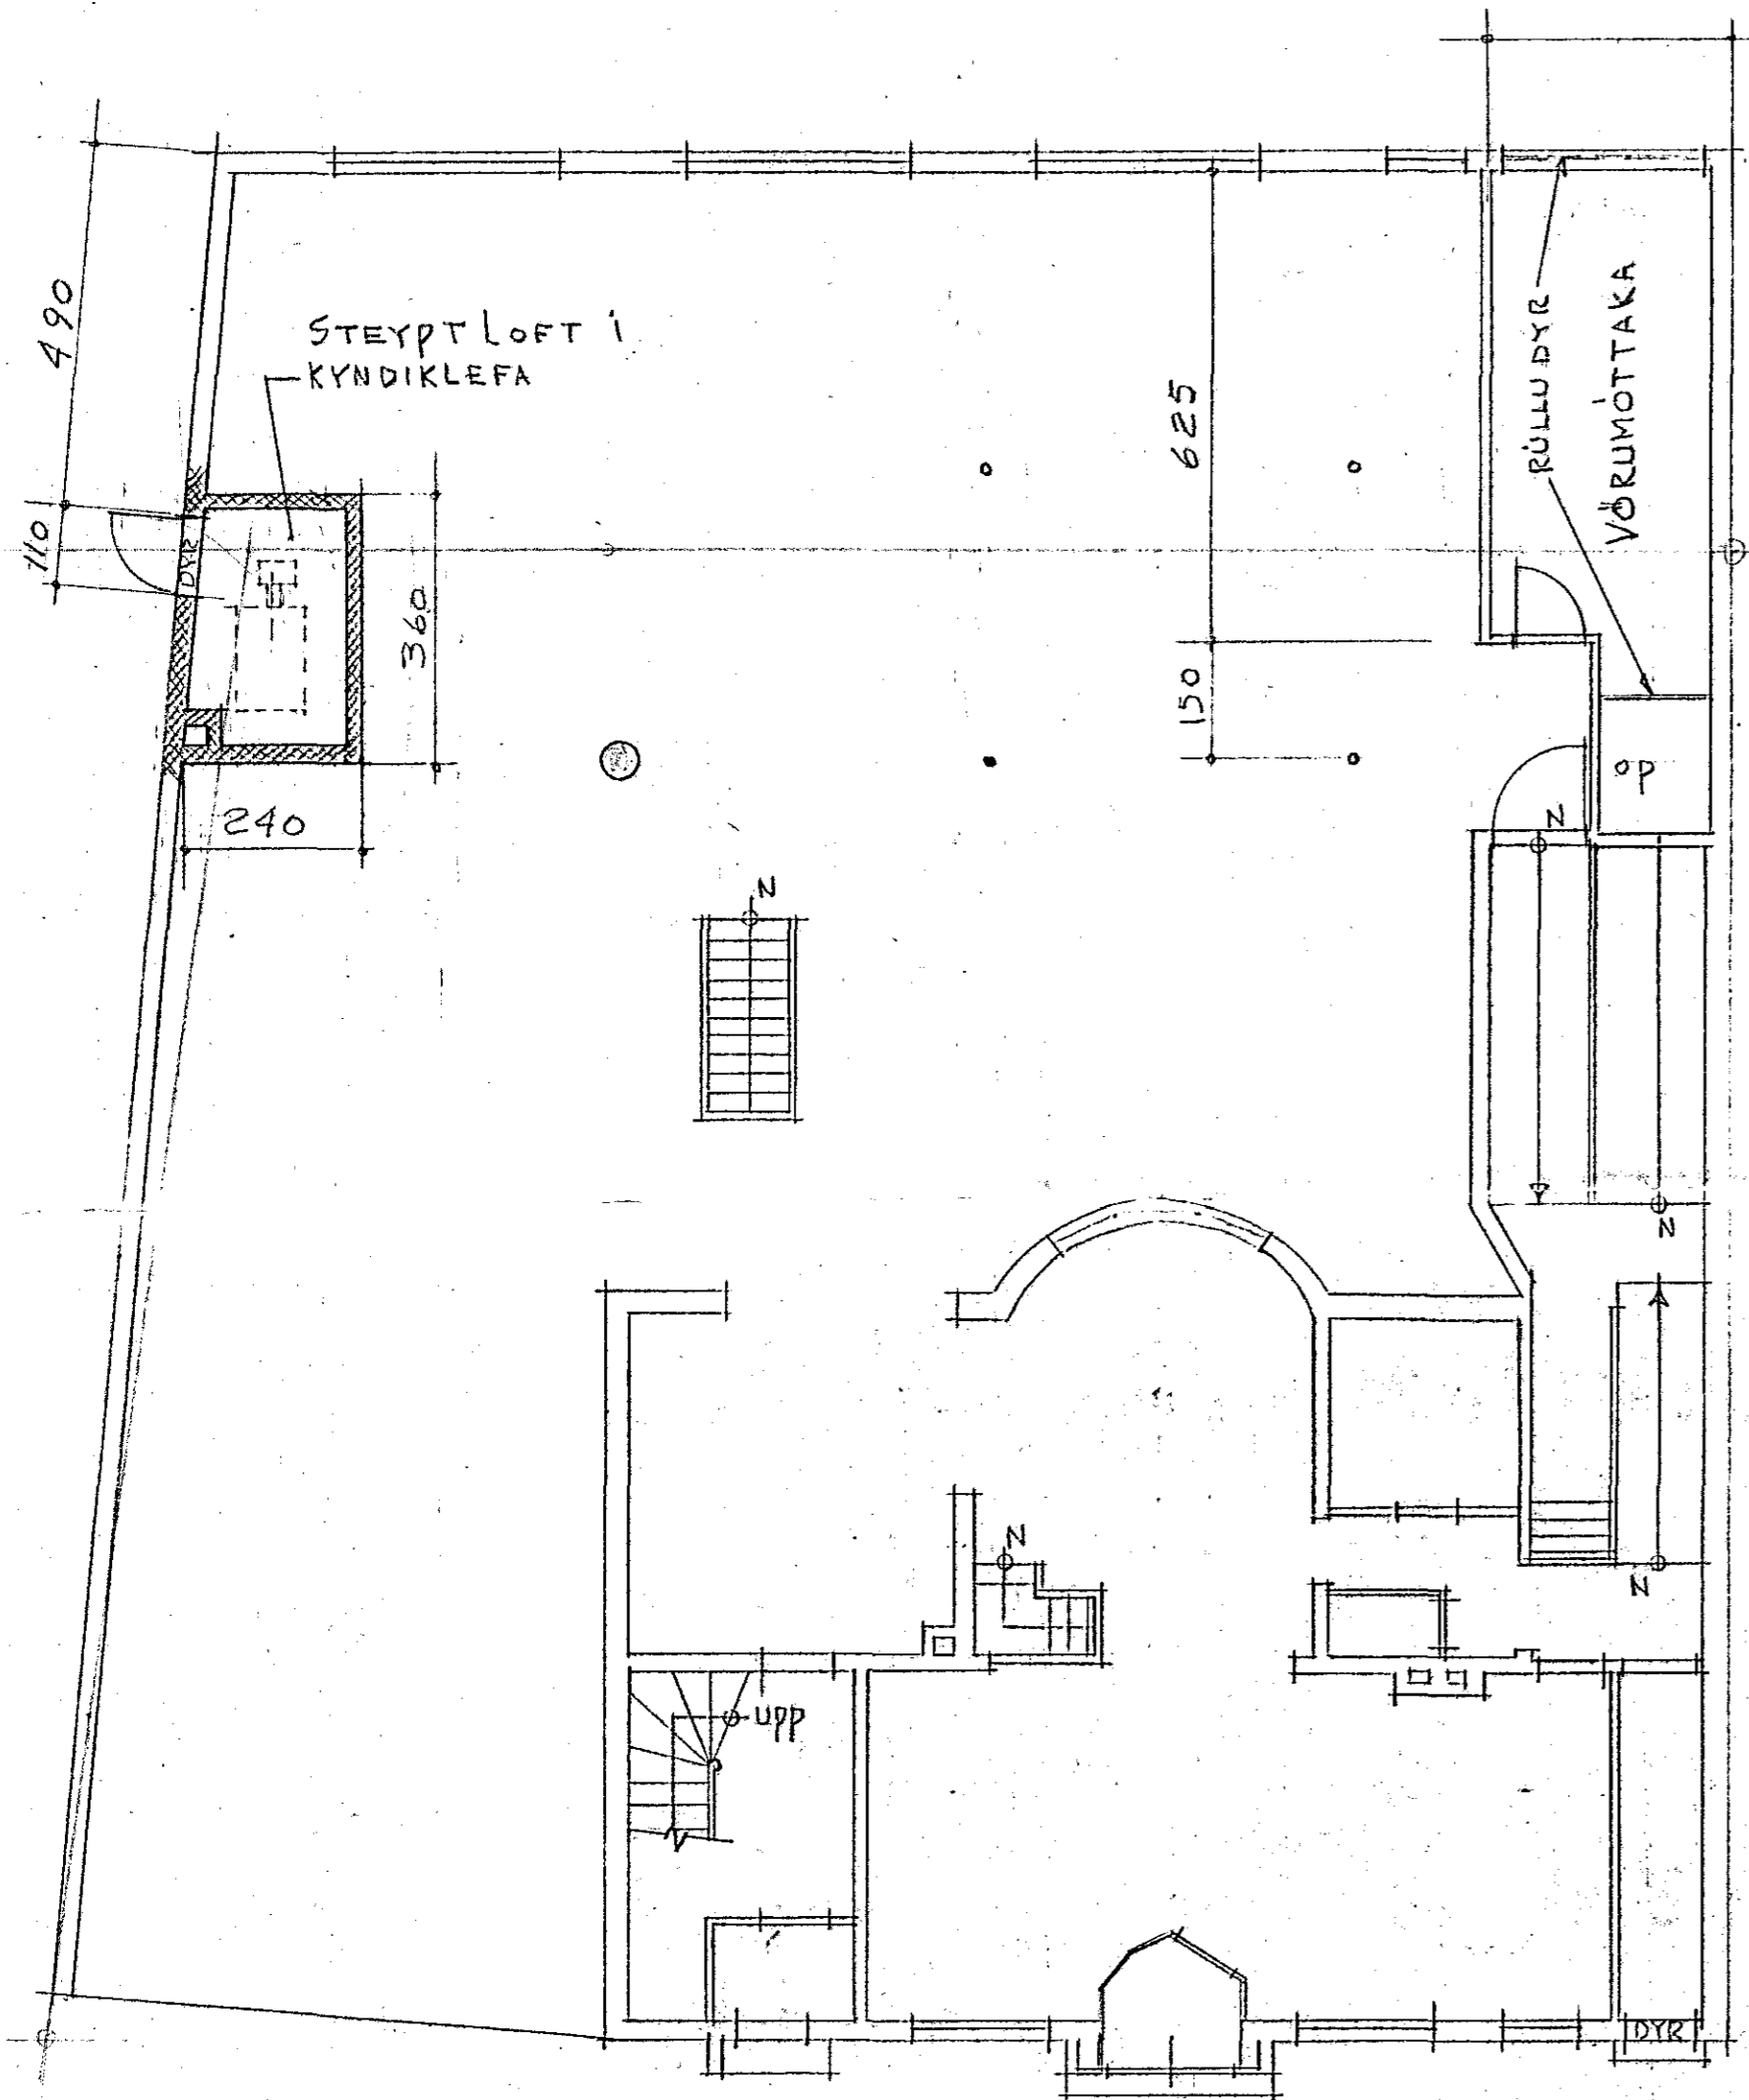 490
STEYPT LOFT Í
KYNDIKLEFA
110
DYR
360
240
625
150
RÚLLUDYR
VÖRUMÓTTAKA
OP
N
N
N
N
N
UPP
DYR